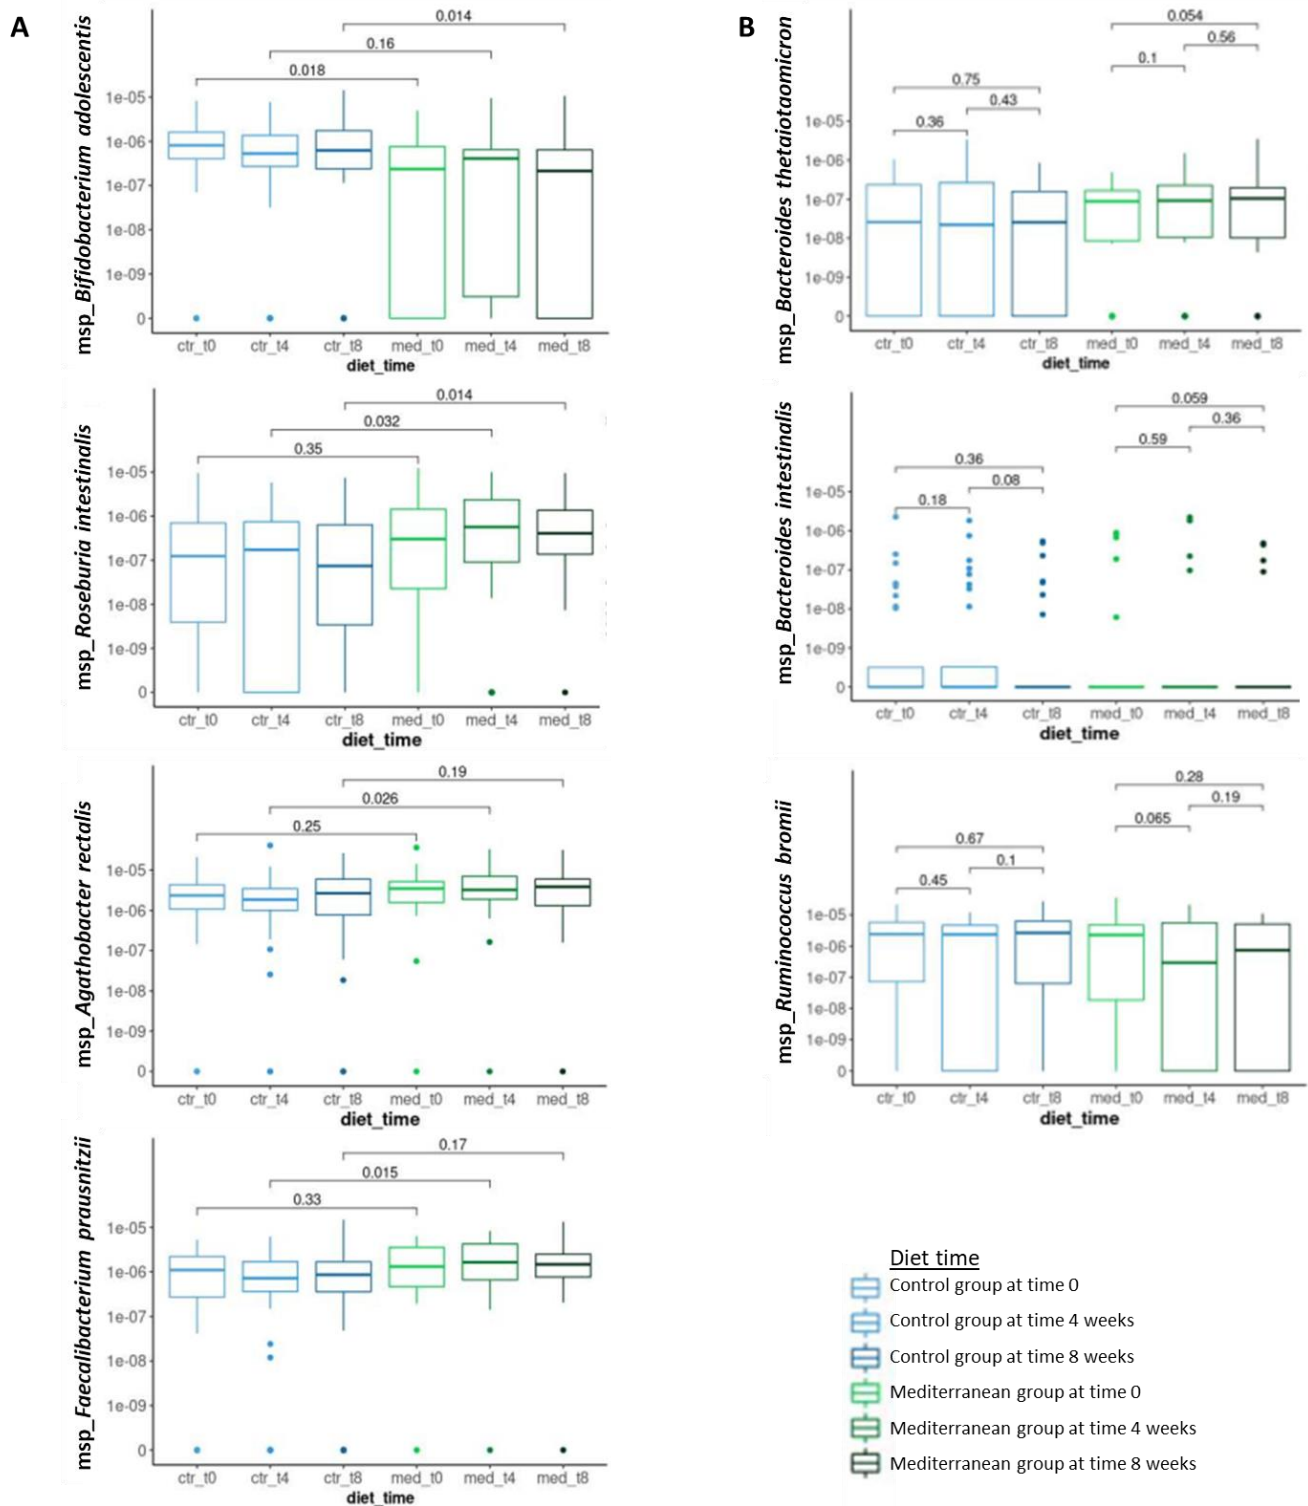 A
msp_Bifidobacterium adolescentis
0.014
0.16
0.018
1e-05
1e-06
1e-07
1e-08
1e-09
0
ctr_t0 ctr_t4 ctr_t8 med_t0 med_t4 med_t8
diet_time
msp_Roseburia intestinalis
0.014
0.032
0.35
1e-05
1e-06
1e-07
1e-08
1e-09
0
ctr_t0 ctr_t4 ctr_t8 med_t0 med_t4 med_t8
diet_time
msp_Agathobacter rectalis
0.19
0.026
0.25
1e-05
1e-06
1e-07
1e-08
1e-09
0
ctr_t0 ctr_t4 ctr_t8 med_t0 med_t4 med_t8
diet_time
msp_Faecalibacterium prausnitzii
0.17
0.015
0.33
1e-05
1e-06
1e-07
1e-08
1e-09
0
ctr_t0 ctr_t4 ctr_t8 med_t0 med_t4 med_t8
diet_time
B
msp_Bacteroides thetaiotaomicron
0.054
0.56
0.1
0.75
0.43
0.36
1e-05
1e-06
1e-07
1e-08
1e-09
0
ctr_t0 ctr_t4 ctr_t8 med_t0 med_t4 med_t8
diet_time
msp_Bacteroides intestinalis
0.059
0.36
0.59
0.36
0.08
0.18
1e-05
1e-06
1e-07
1e-08
1e-09
0
ctr_t0 ctr_t4 ctr_t8 med_t0 med_t4 med_t8
diet_time
msp_Ruminococcus bromii
0.28
0.19
0.065
0.67
0.1
0.45
1e-05
1e-06
1e-07
1e-08
1e-09
0
ctr_t0 ctr_t4 ctr_t8 med_t0 med_t4 med_t8
diet_time
Diet time
Control group at time 0
Control group at time 4 weeks
Control group at time 8 weeks
Mediterranean group at time 0
Mediterranean group at time 4 weeks
Mediterranean group at time 8 weeks